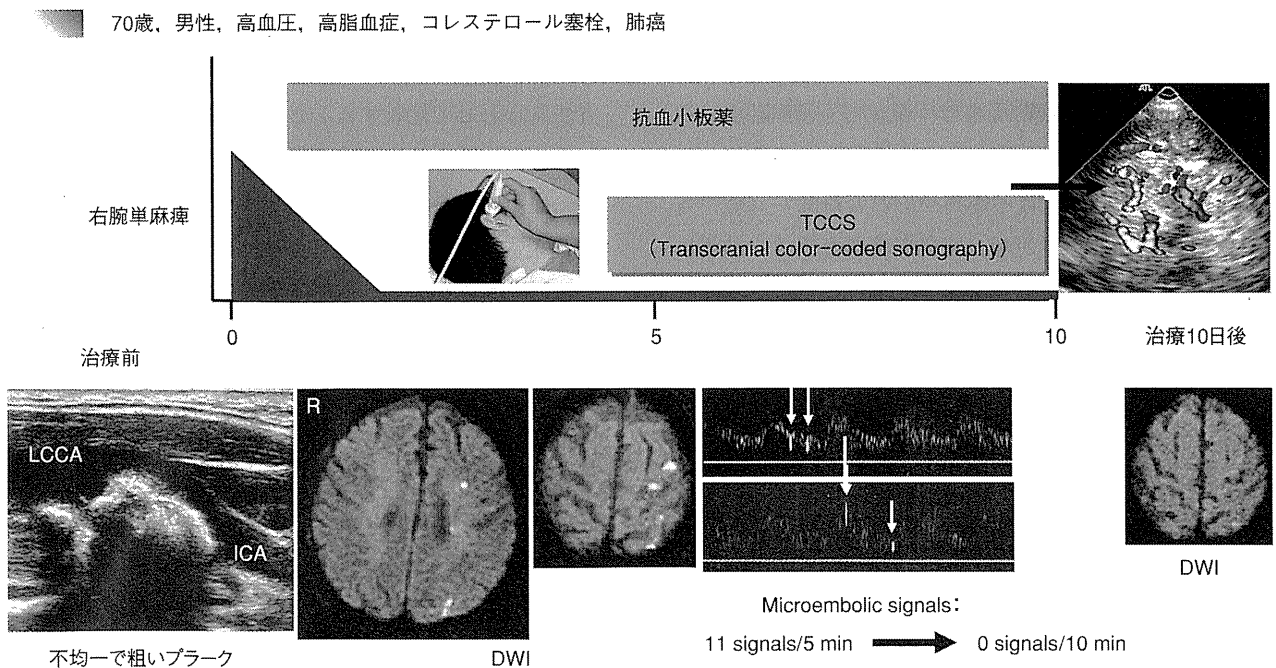 70歳，男性，高血圧，高脂血症，コレステロール塞栓，肺癌
抗血小板薬
右腕単麻痺
TCCS
（Transcranial color-coded sonography）
0
5
10
治療10日後
治療前
R
LCCA
ICA
DWI
Microembolic signals：
11 signals/5 min
0 signals/10 min
不均一で粗いプラーク
DWI